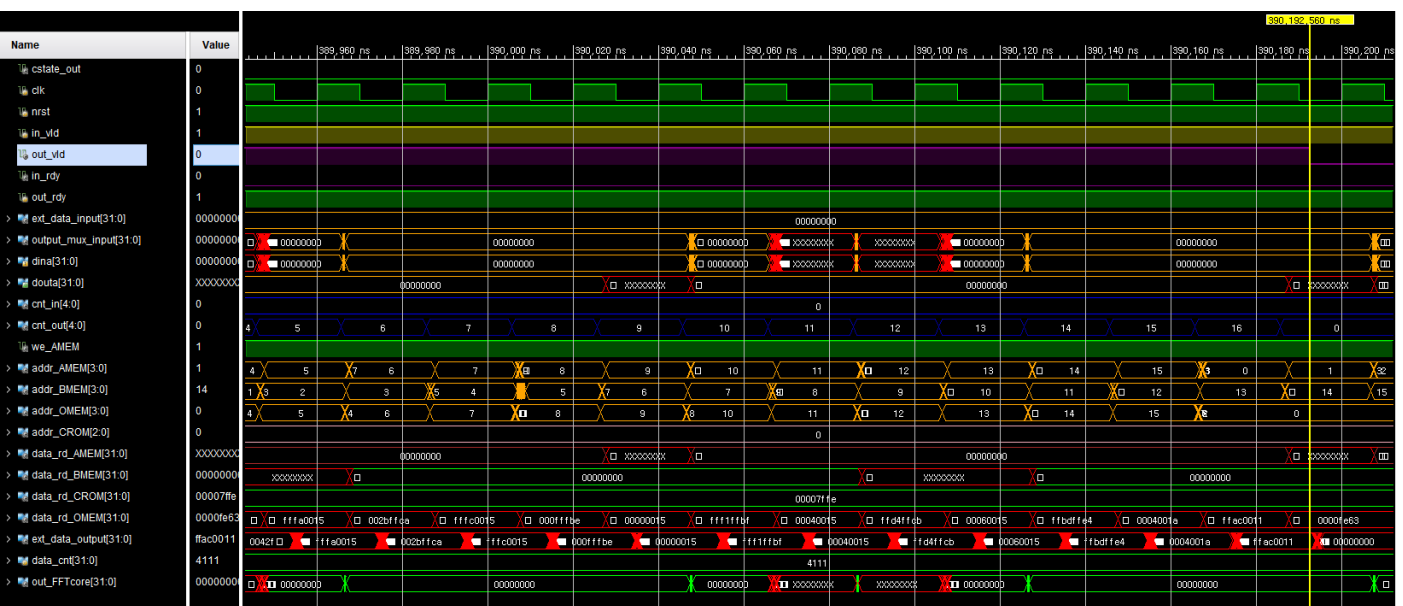 390,192,560 ns
Name Value 389,960 ns 389,980 ns 390,000 ns 390,020 ns 390,040 ns 390,060 ns 390,080 ns 390,100 ns 390,120 ns 390,140 ns 390,160 ns 390,180 ns 390,200 ns
cstate_out 0
clk 0
nrst 1
in_vld 1
out_vld 0
in_rdy 0
out_rdy 1
ext_data_input[31:0] 00000000 00000000
output_mux_input[31:0] 00000000 00000000 00000000 00000000 XXXXXXXX XXXXXXXX 00000000 00000000
dina[31:0] 00000000 00000000 00000000 00000000 XXXXXXXX XXXXXXXX 00000000 00000000
douta[31:0] XXXXXXXX 00000000 XXXXXXXX 00000000 XXXXXXXX
cnt_in[4:0] 0 0
cnt_out[4:0] 0 4 5 6 7 8 9 10 11 12 13 14 15 16 0
we_AMEM 1
addr_AMEM[3:0] 1 4 5 7 6 7 8 9 10 11 12 13 14 15 3 0 1 32
addr_BMEM[3:0] 14 1 3 2 3 5 4 5 7 6 7 8 9 10 11 12 13 14 15
addr_OMEM[3:0] 0 4 5 4 6 7 8 9 8 10 11 12 13 14 15 0
addr_CROM[2:0] 0 0
data_rd_AMEM[31:0] XXXXXXXX 00000000 XXXXXXXX 00000000 XXXXXXXX
data_rd_BMEM[31:0] 00000000 XXXXXXXX 00000000 XXXXXXXX 00000000
data_rd_CROM[31:0] 00007ffe 00007ffe
data_rd_OMEM[31:0] 0000fe63 fffa0015 002bffca fffc0015 000fffbe 00000015 fff1ffbf 00040015 ffd4ffcb 00060015 ffbdffe4 0004001a ffac0011 0000fe63
ext_data_output[31:0] ffac0011 0042f fffa0015 002bffca fffc0015 000fffbe 00000015 fff1ffbf 00040015 ffd4ffcb 00060015 ffbdffe4 0004001a ffac0011 00000000
data_cnt[31:0] 4111 4111
out_FFTcore[31:0] 00000000 00000000 00000000 00000000 XXXXXXXX XXXXXXXX 00000000 00000000